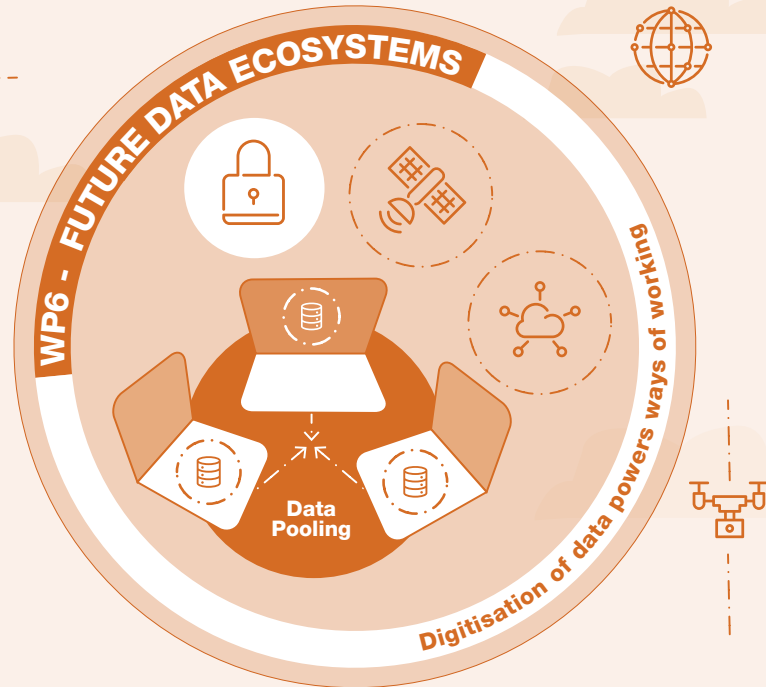 WP6 - FUTURE DATA ECOSYSTEMS
Data
Pooling
Digitisation of data powers ways of working